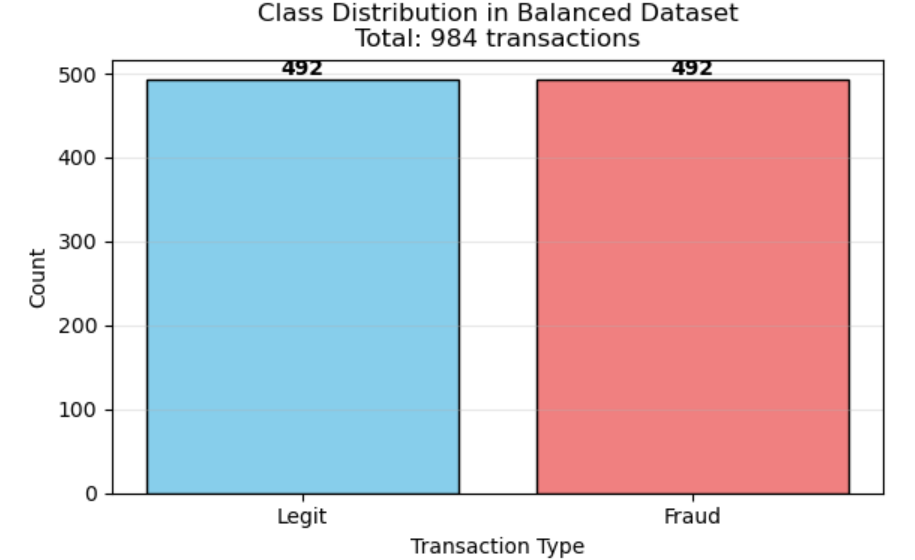 Class Distribution in Balanced Dataset
Total: 984 transactions
492 492
500
400
300
200
100
0
Count
Legit Fraud
Transaction Type